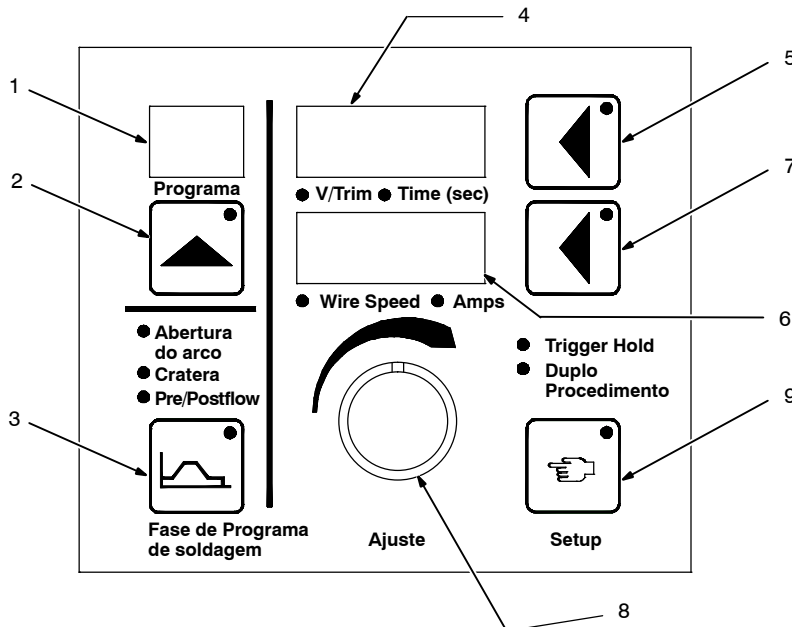 4
1
5
2
Programa
V/Trim
Time (sec)
7
Wire Speed
Amps
6
Abertura
do arco
Cratera
Pre/Postflow
Trigger Hold
Duplo
Procedimento
3
9
Fase de Programa
de soldagem
Ajuste
Setup
8